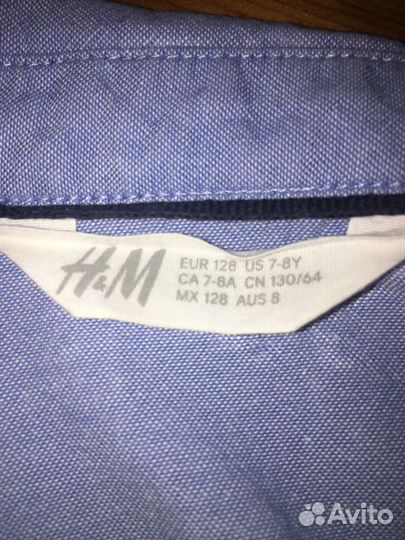 H&M
EUR 128 US 7-8Y
CA 7-8A CN 130/64
MX 128 AUS 8
Avito